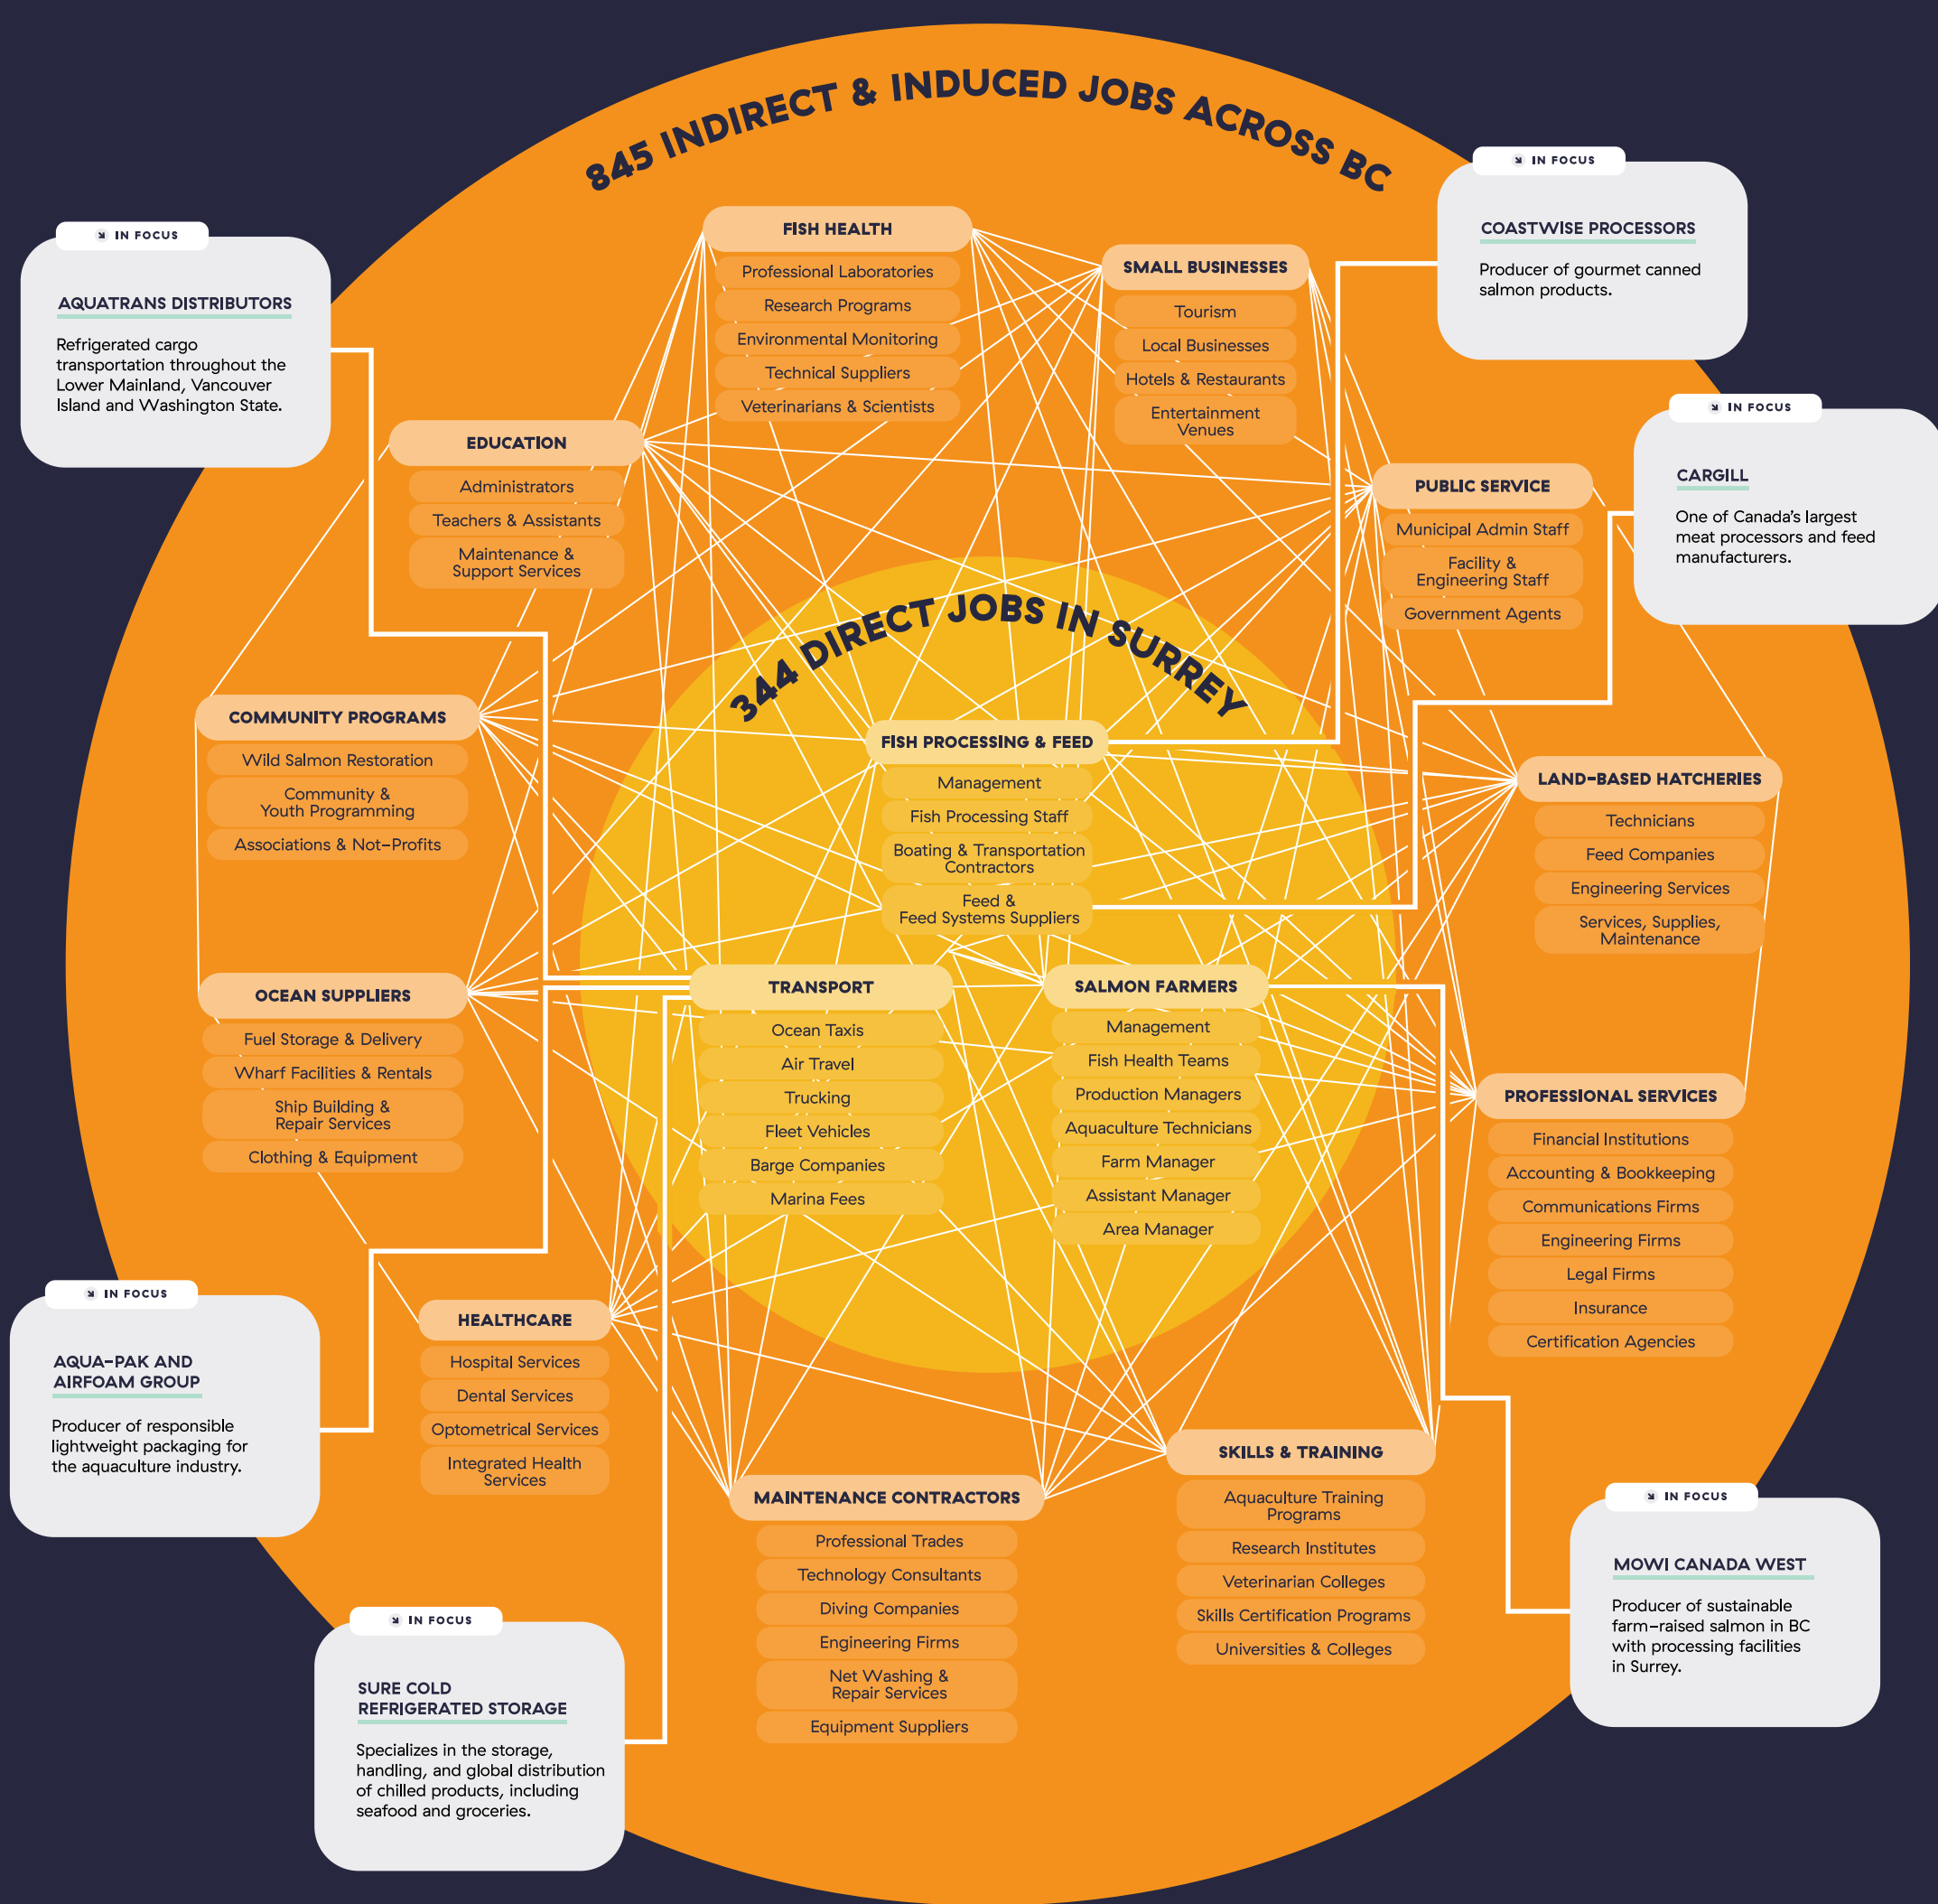 845 INDIRECT & INDUCED JOBS ACROSS BC
IN FOCUS
COASTWISE PROCESSORS
Producer of gourmet canned
salmon products.
IN FOCUS
AQUATRANS DISTRIBUTORS
Refrigerated cargo
transportation throughout the
Lower Mainland, Vancouver
Island and Washington State.
FISH HEALTH
Professional Laboratories
Research Programs
Environmental Monitoring
Technical Suppliers
Veterinarians & Scientists
SMALL BUSINESSES
Tourism
Local Businesses
Hotels & Restaurants
Entertainment
Venues
IN FOCUS
CARGILL
One of Canada's largest
meat processors and feed
manufacturers.
EDUCATION
Administrators
Teachers & Assistants
Maintenance &
Support Services
PUBLIC SERVICE
Municipal Admin Staff
Facility &
Engineering Staff
Government Agents
344 DIRECT JOBS IN SURREY
COMMUNITY PROGRAMS
Wild Salmon Restoration
Community &
Youth Programming
Associations & Not-Profits
FISH PROCESSING & FEED
Management
Fish Processing Staff
Boating & Transportation
Contractors
Feed &
Feed Systems Suppliers
LAND-BASED HATCHERIES
Technicians
Feed Companies
Engineering Services
Services, Supplies,
Maintenance
OCEAN SUPPLIERS
Fuel Storage & Delivery
Wharf Facilities & Rentals
Ship Building &
Repair Services
Clothing & Equipment
TRANSPORT
Ocean Taxis
Air Travel
Trucking
Fleet Vehicles
Barge Companies
Marina Fees
SALMON FARMERS
Management
Fish Health Teams
Production Managers
Aquaculture Technicians
Farm Manager
Assistant Manager
Area Manager
PROFESSIONAL SERVICES
Financial Institutions
Accounting & Bookkeeping
Communications Firms
Engineering Firms
Legal Firms
Insurance
Certification Agencies
IN FOCUS
AQUA-PAK AND
AIRFOAM GROUP
Producer of responsible
lightweight packaging for
the aquaculture industry.
HEALTHCARE
Hospital Services
Dental Services
Optometrical Services
Integrated Health
Services
MAINTENANCE CONTRACTORS
Professional Trades
Technology Consultants
Diving Companies
Engineering Firms
Net Washing &
Repair Services
Equipment Suppliers
SKILLS & TRAINING
Aquaculture Training
Programs
Research Institutes
Veterinarian Colleges
Skills Certification Programs
Universities & Colleges
IN FOCUS
MOWI CANADA WEST
Producer of sustainable
farm-raised salmon in BC
with processing facilities
in Surrey.
IN FOCUS
SURE COLD
REFRIGERATED STORAGE
Specializes in the storage,
handling, and global distribution
of chilled products, including
seafood and groceries.